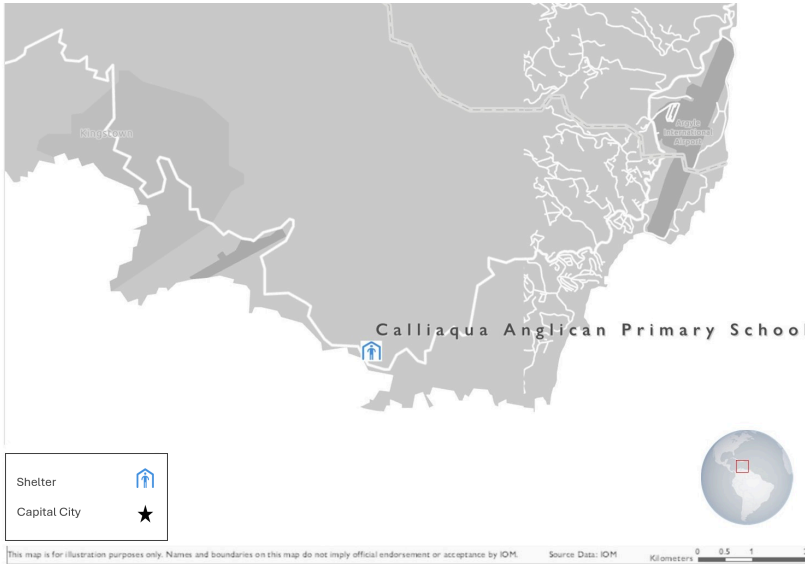 Kingstown
Argyle
International
Airport
Calliaqua Anglican Primary School
Shelter
Capital City
This map is for illustration purposes only. Names and boundaries on this map do not imply official endorsement or acceptance by IOM.
Source Data: IOM
Kilometers
0 0.5 1